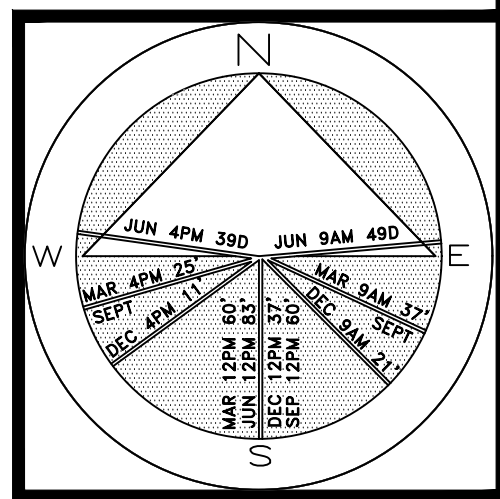 N
JUN 4PM 39D
JUN 9AM 49D
W
E
MAR 4PM 25'
SEPT
MAR 9AM 37'
SEPT
DEC 4PM 11'
DEC 9AM 21'
MAR 12PM 60'
JUN 12PM 83'
DEC 12PM 37'
SEP 12PM 60'
S